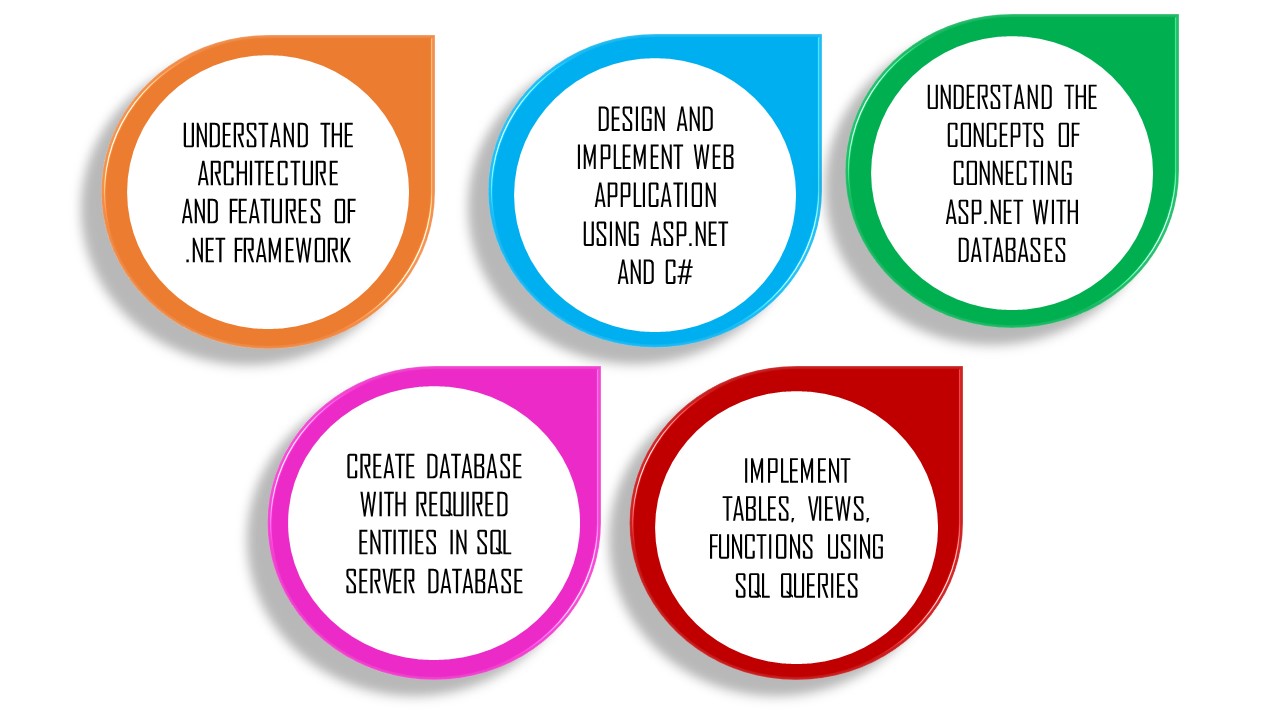 UNDERSTAND THE
ARCHITECTURE
AND FEATURES OF
.NET FRAMEWORK
DESIGN AND
IMPLEMENT WEB
APPLICATION
USING ASP.NET
AND C#
UNDERSTAND THE
CONCEPTS OF
CONNECTING
ASP.NET WITH
DATABASES
CREATE DATABASE
WITH REQUIRED
ENTITIES IN SQL
SERVER DATABASE
IMPLEMENT
TABLES, VIEWS,
FUNCTIONS USING
SQL QUERIES